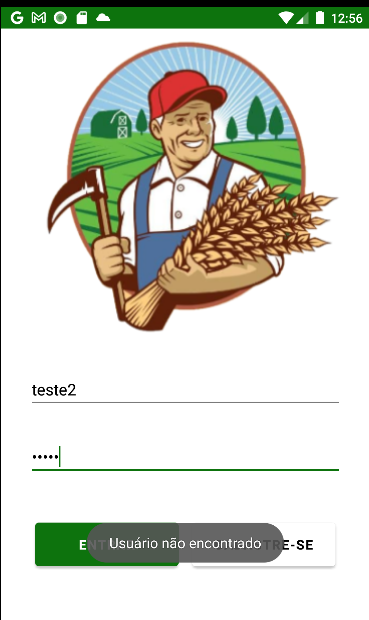 12:56
teste2
•••••
Usuário não encontrado